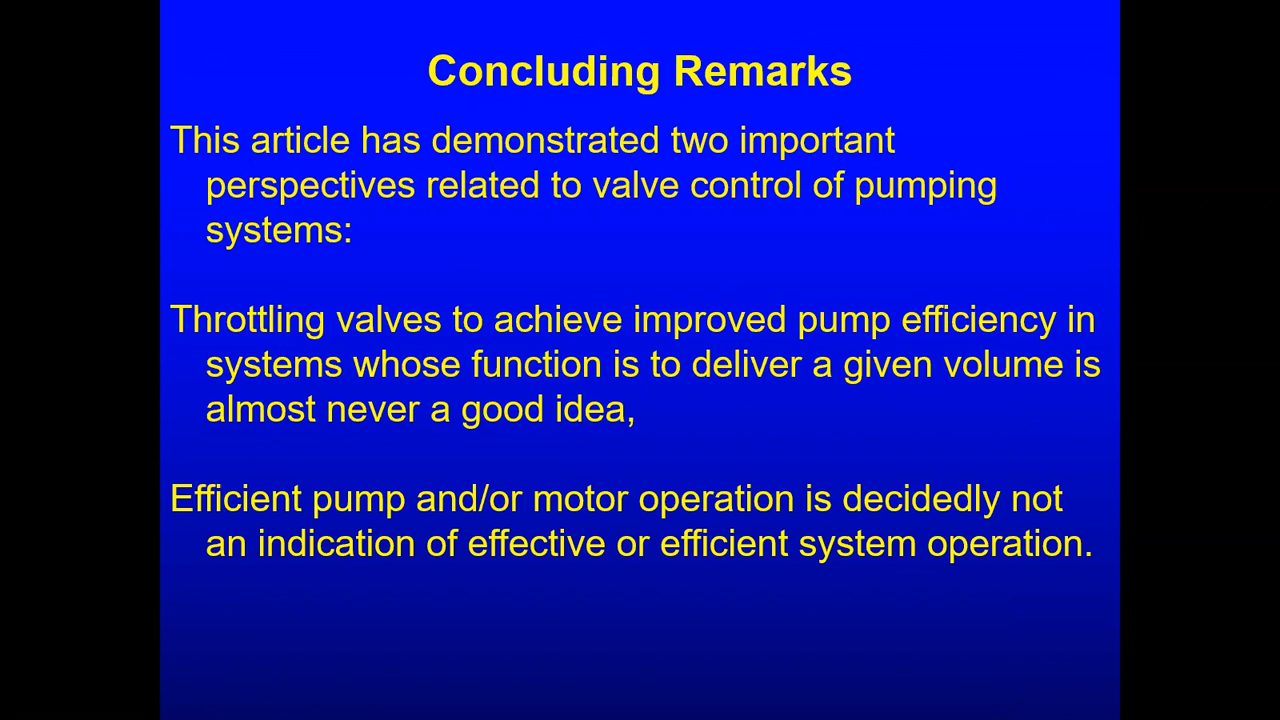 Concluding Remarks
This article has demonstrated two important
perspectives related to valve control of pumping
systems:
Throttling valves to achieve improved pump efficiency in
systems whose function is to deliver a given volume is
almost never a good idea,
Efficient pump and/or motor operation is decidedly not
an indication of effective or efficient system operation.